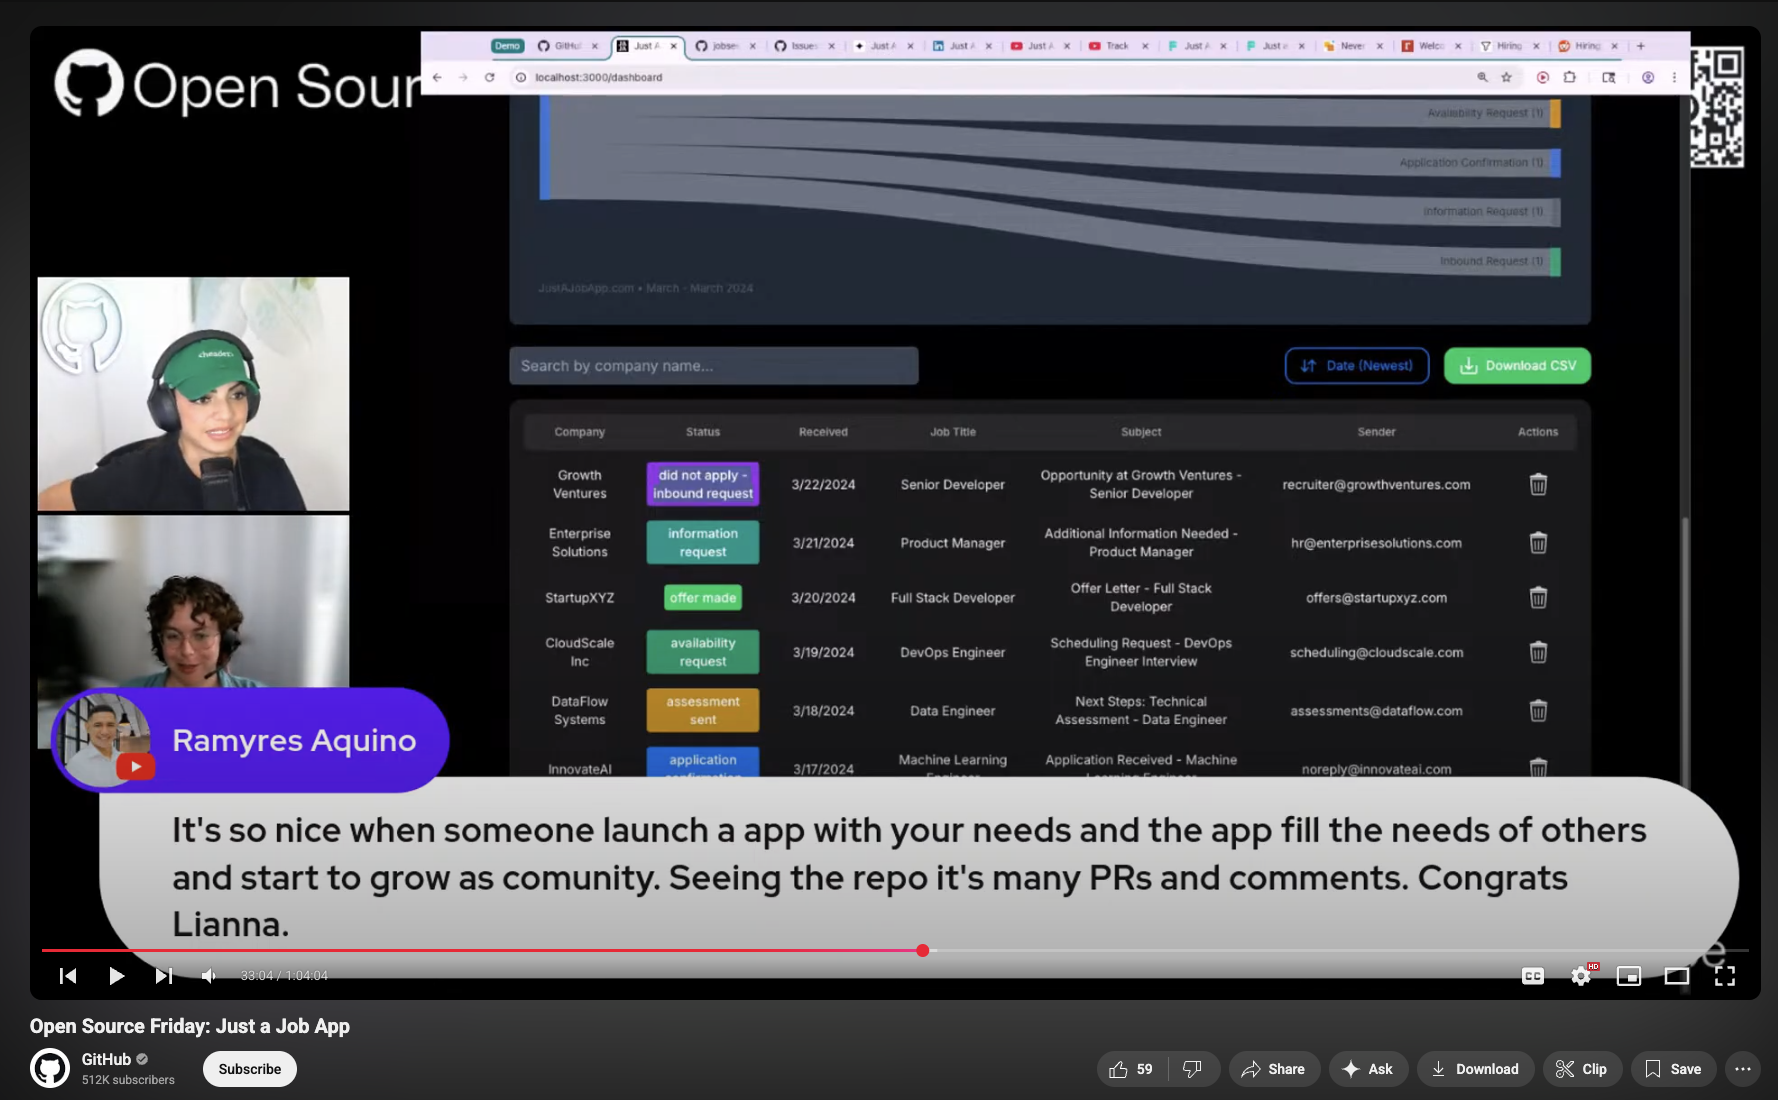 Open Sour
Demo
GitHu
Just A
jobse
Issues
Just A
Just A
Just A
Track
Just A
Just a
Never
Welco
Hiring
Hiring
localhost:3000/dashboard
Availability Request (1)
Application Confirmation (1)
Information Request (1)
Inbound Request (1)
JustAJobApp.com • March - March 2024
Search by company name...
Date (Newest)
Download CSV
Company Status Received Job Title Subject Sender Actions
Growth Ventures did not apply - inbound request 3/22/2024 Senior Developer Opportunity at Growth Ventures - Senior Developer recruiter@growthventures.com
Enterprise Solutions information request 3/21/2024 Product Manager Additional Information Needed - Product Manager hr@enterprisesolutions.com
StartupXYZ offer made 3/20/2024 Full Stack Developer Offer Letter - Full Stack Developer offers@startupxyz.com
CloudScale Inc availability request 3/19/2024 DevOps Engineer Scheduling Request - DevOps Engineer Interview scheduling@cloudscale.com
DataFlow Systems assessment sent 3/18/2024 Data Engineer Next Steps: Technical Assessment - Data Engineer assessments@dataflow.com
InnovateAI application confirmation 3/17/2024 Machine Learning Engineer Application Received - Machine Learning Engineer noreply@innovateai.com
Ramyres Aquino
It's so nice when someone launch a app with your needs and the app fill the needs of others
and start to grow as comunity. Seeing the repo it's many PRs and comments. Congrats
Lianna.
33:04 / 1:04:04
CC
HD
Open Source Friday: Just a Job App
GitHub
512K subscribers
Subscribe
59
Share
Ask
Download
Clip
Save